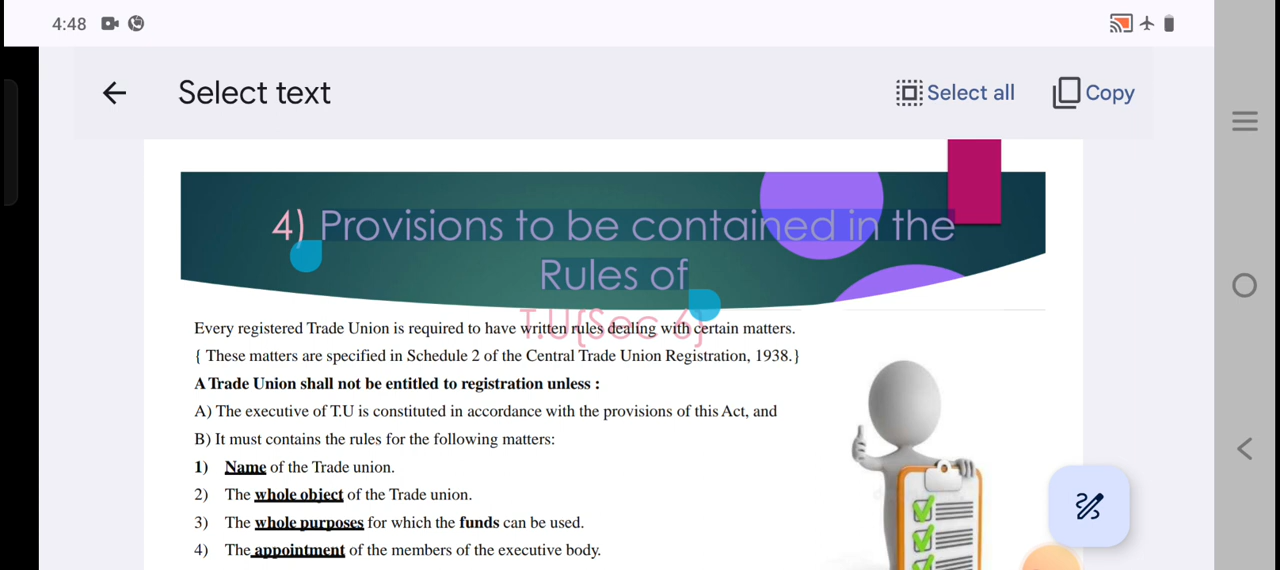 4:48
Select text
Select all
Copy
4) Provisions to be contained in the
Rules of
T.U{Sec 6}
Every registered Trade Union is required to have written rules dealing with certain matters.
{ These matters are specified in Schedule 2 of the Central Trade Union Registration, 1938.}
A Trade Union shall not be entitled to registration unless :
A) The executive of T.U is constituted in accordance with the provisions of this Act, and
B) It must contains the rules for the following matters:
1) Name of the Trade union.
2) The whole object of the Trade union.
3) The whole purposes for which the funds can be used.
4) The appointment of the members of the executive body.